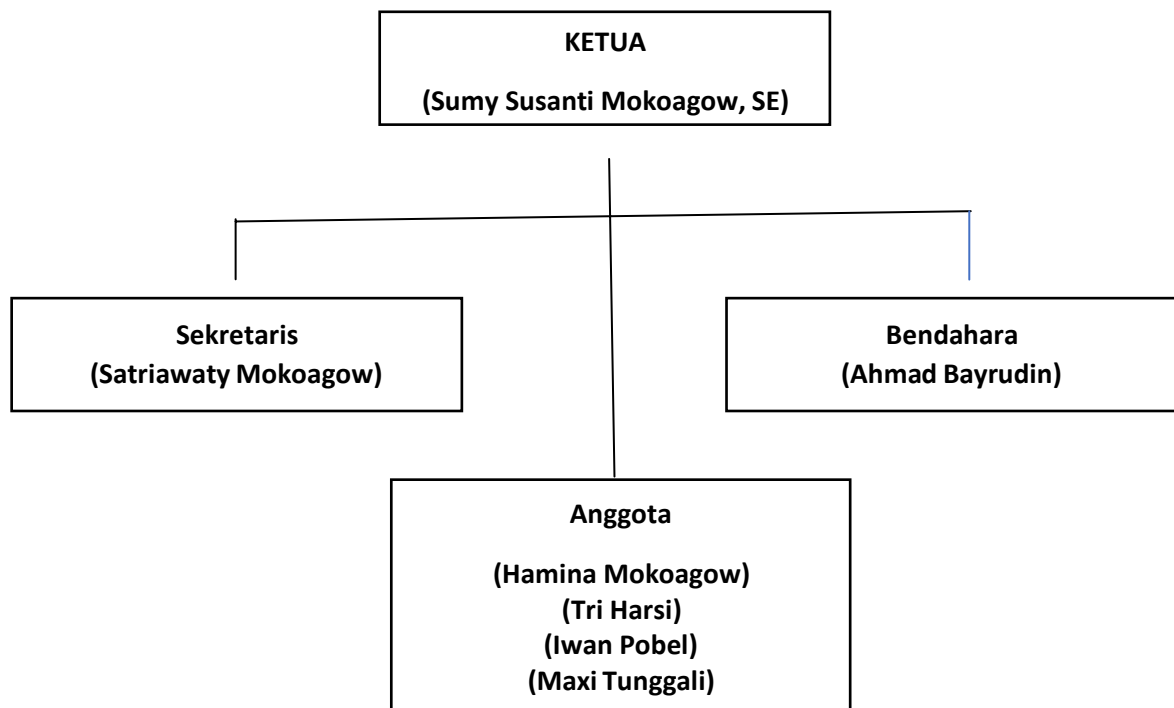 KETUA
(Sumy Susanti Mokoagow, SE)
Sekretaris
(Satriawaty Mokoagow)
Bendahara
(Ahmad Bayrudin)
Anggota
(Hamina Mokoagow)
(Tri Harsi)
(Iwan Pobel)
(Maxi Tunggali)